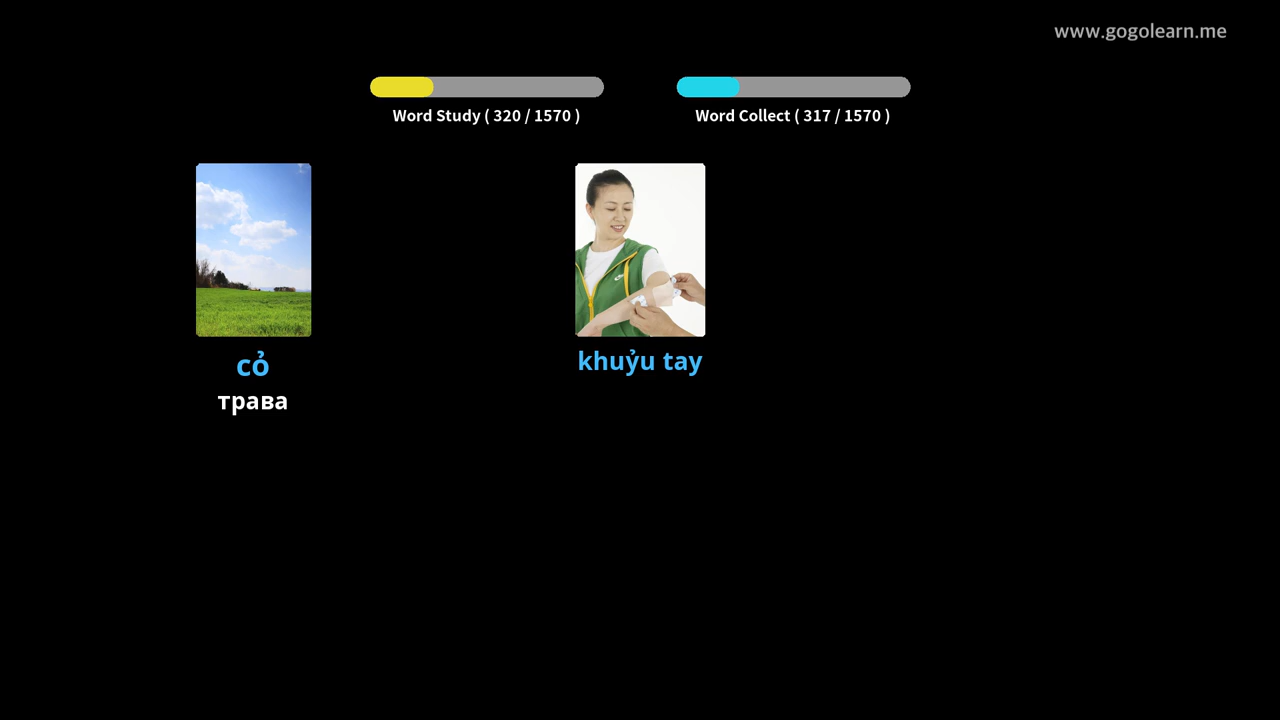 www.gogolearn.me
Word Study ( 320 / 1570 )
Word Collect ( 317 / 1570 )
cỏ
трава
khuỷu tay